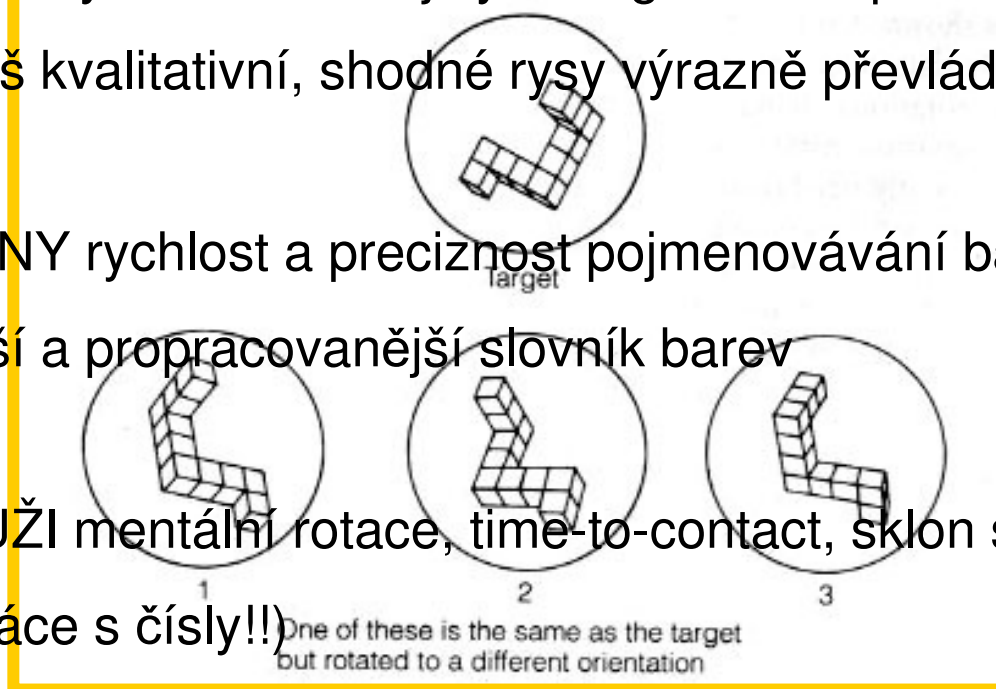 š kvalitativní, shodné rysy výrazně převlád
NY rychlost a preciznost pojmenovávání ba
Target
ší a propracovanější slovník barev
UŽI mentální rotace, time-to-contact, sklon s
1 2 3
áce s čísly!!)
One of these is the same as the target
but rotated to a different orientation